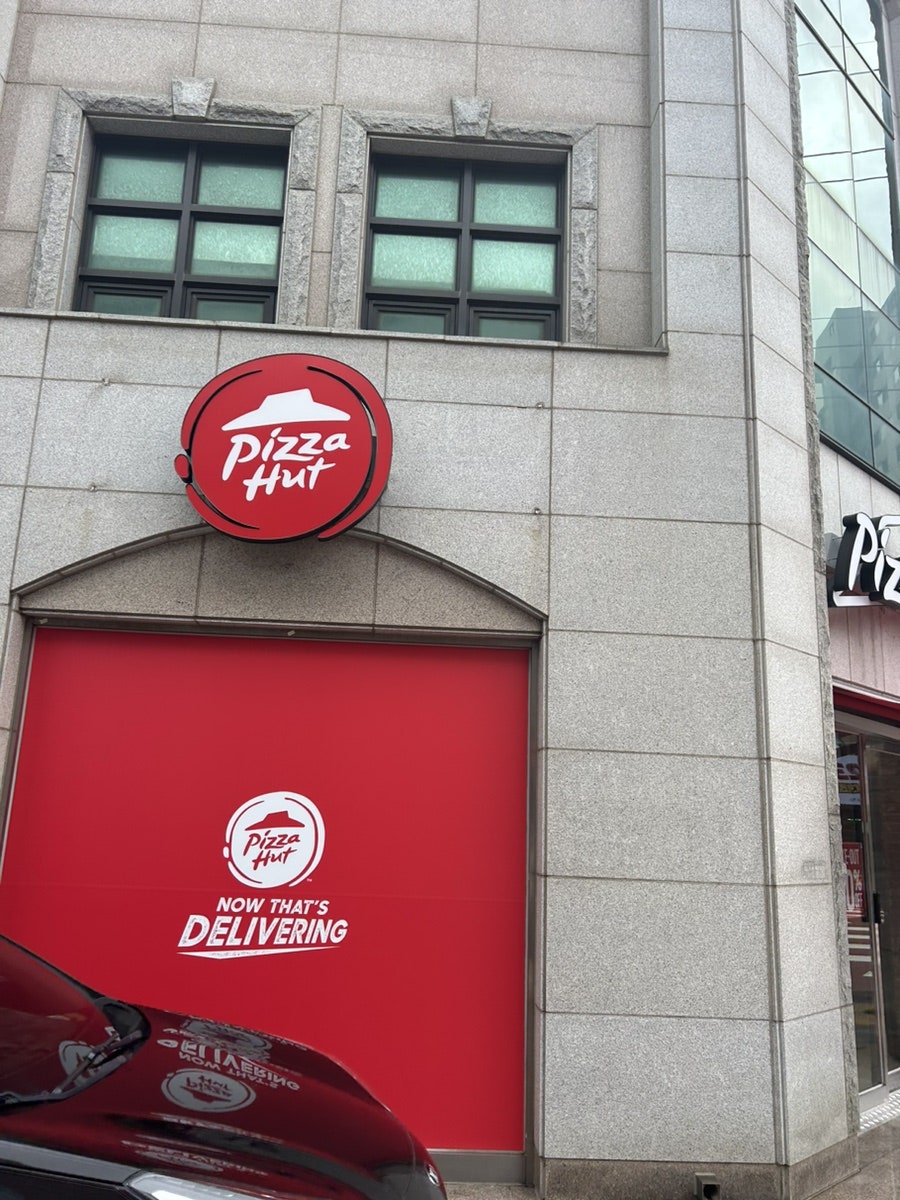 Pizza
Hut
Pizza
Hut
NOW THAT'S
DELIVERING